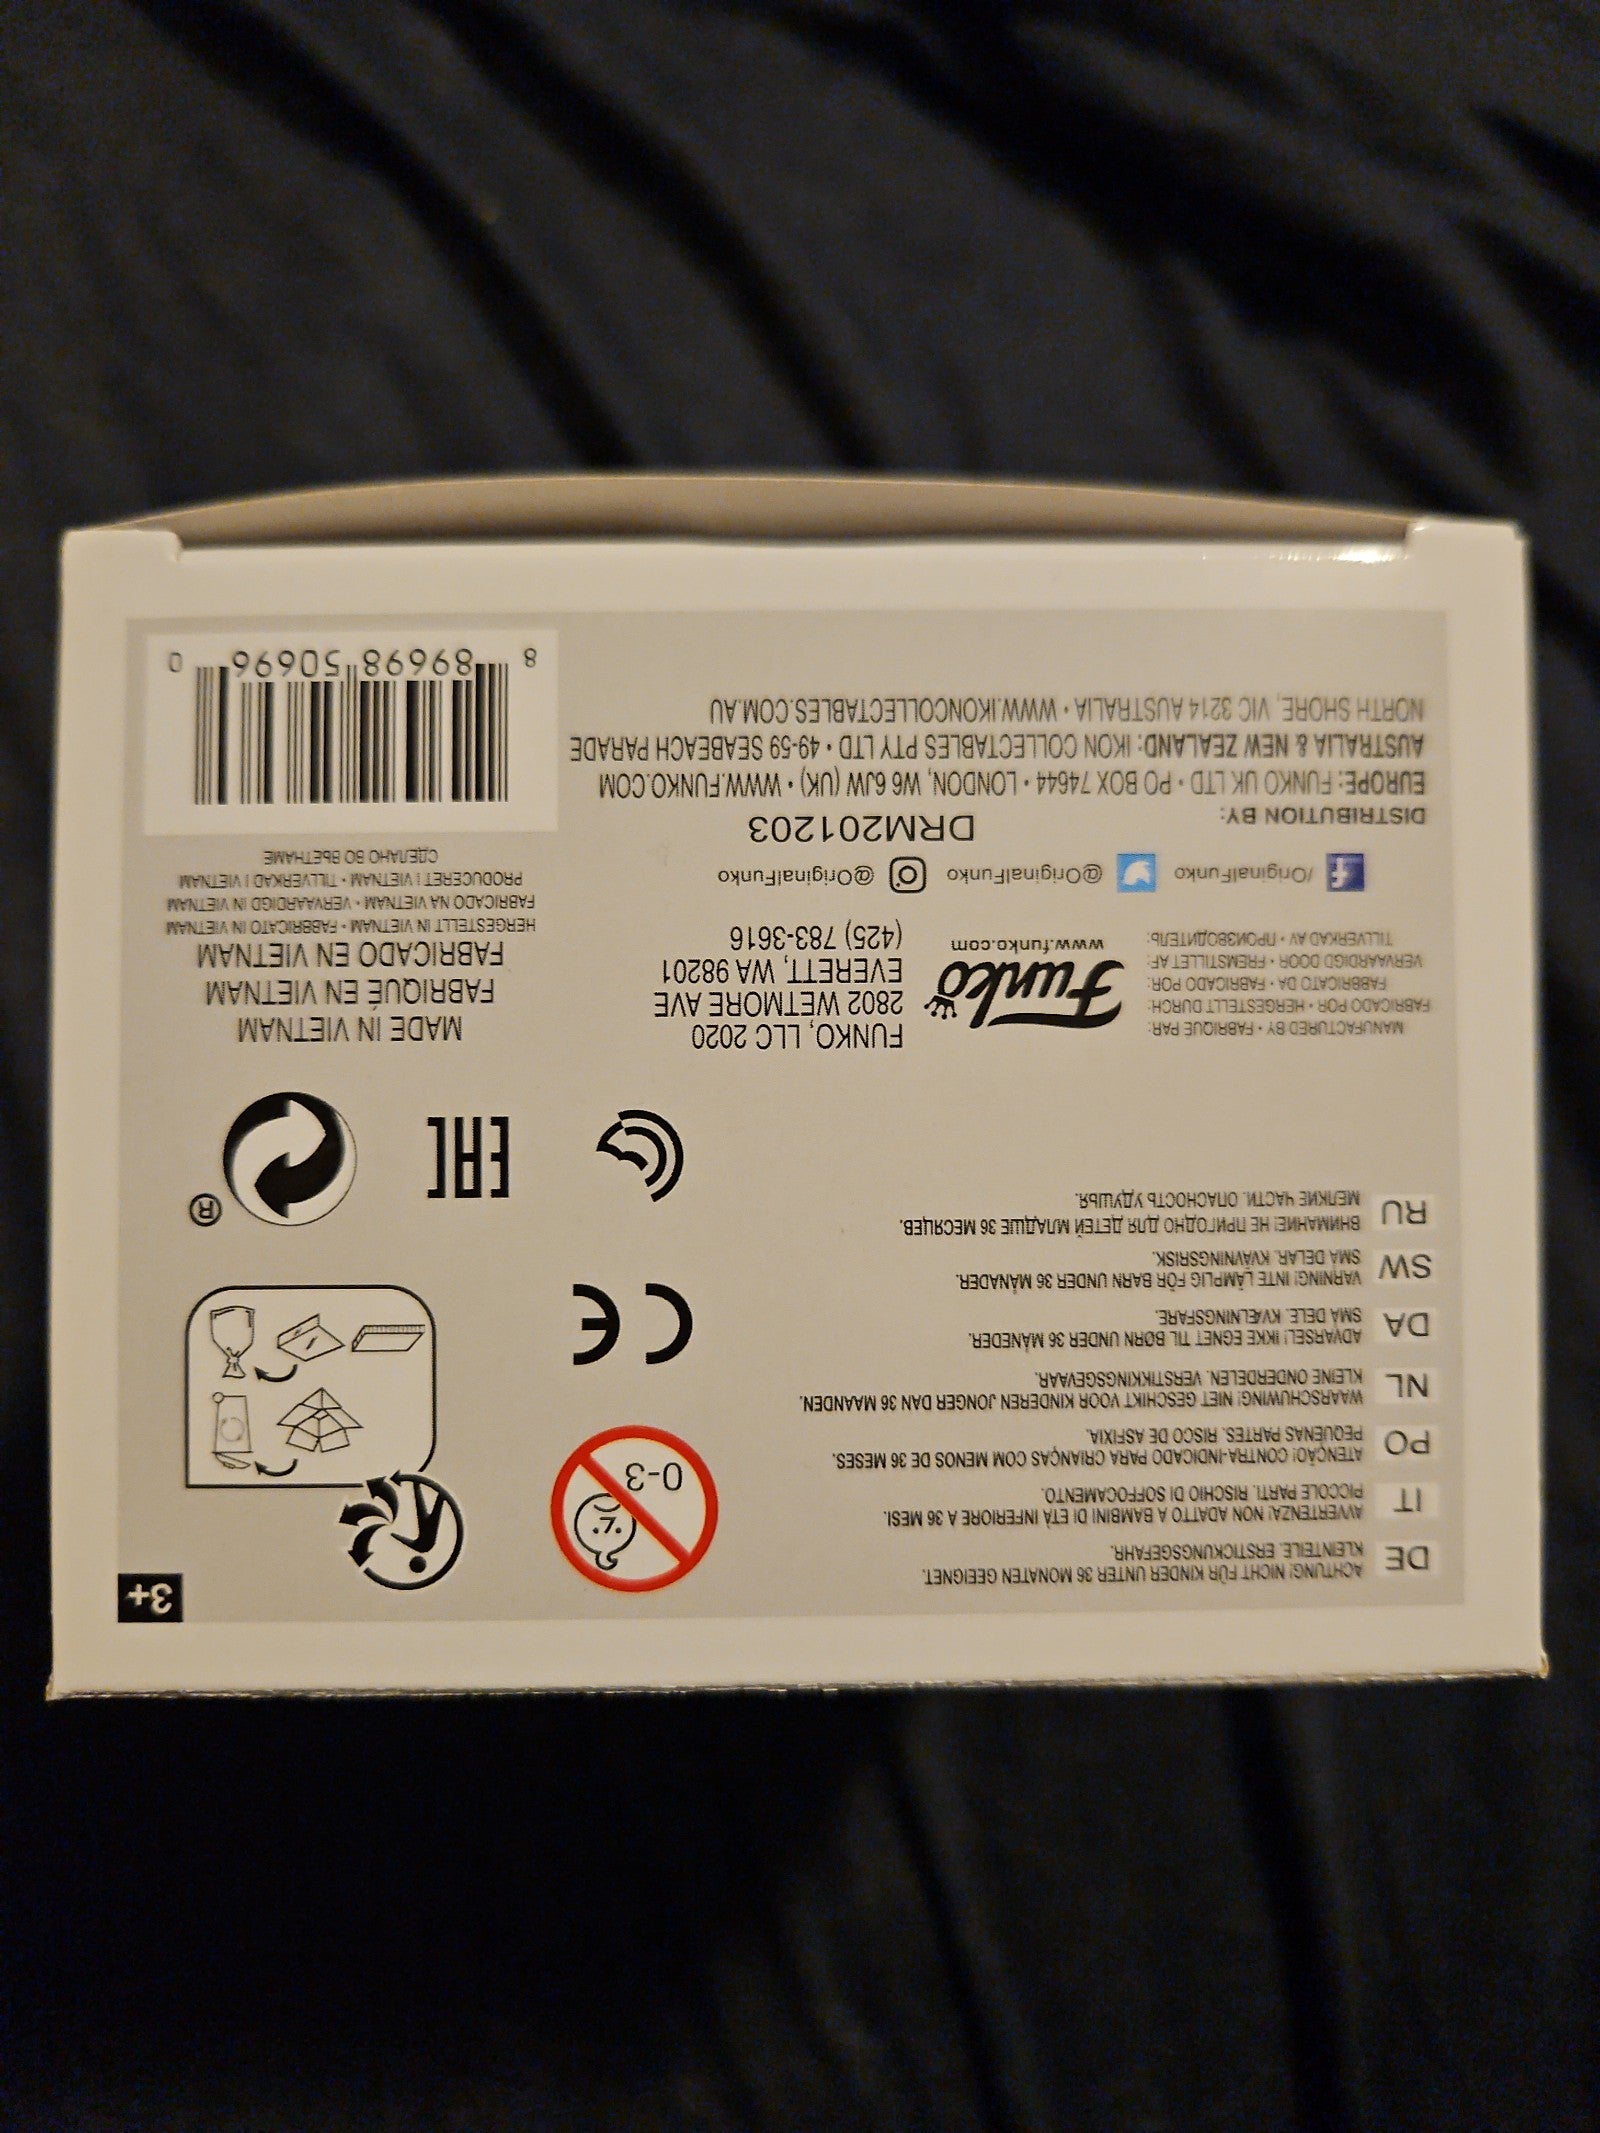 3+
DE
ACHTUNG! NICHT FÜR KINDER UNTER 36 MONATEN GEEIGNET.
KLEINTEILE. ERSTICKUNGSGEFAHR.
IT
AVVERTENZA! NON ADATTO A BAMBINI DI ETÀ INFERIORE A 36 MESI.
PICCOLE PARTI. RISCHIO DI SOFFOCAMENTO.
PO
ATENÇÃO! CONTRA-INDICADO PARA CRIANÇAS COM MENOS DE 36 MESES.
PEQUENAS PARTES. RISCO DE ASFIXIA.
NL
WAARSCHUWING! NIET GESCHIKT VOOR KINDEREN JONGER DAN 36 MAANDEN.
KLEINE ONDERDELEN. VERSTIKKINGSGEVAAR.
DA
ADVARSEL! IKKE EGNET TIL BØRN UNDER 36 MÅNEDER.
SMÅ DELE. KVÆLNINGSFARE.
SW
VARNING! INTE LÄMPLIG FÖR BARN UNDER 36 MÅNADER.
SMÅ DELAR. KVÄVNINGSRISK.
RU
ВНИМАНИЕ! НЕ ПРИГОДНО ДЛЯ ДЕТЕЙ МЛАДШЕ 36 МЕСЯЦЕВ.
МЕЛКИЕ ЧАСТИ. ОПАСНОСТЬ УДУШЬЯ.
0-3
CE
EAC
®
MANUFACTURED BY • FABRIQUÉ PAR:
FABRICADO POR • HERGESTELLT DURCH:
FABBRICATO DA • FABRICADO POR:
VERVAARDIGD DOOR • FREMSTILLET AF:
TILLVERKAD AV • ПРОИЗВОДИТЕЛЬ:
Funko
www.funko.com
FUNKO, LLC 2020
2802 WETMORE AVE
EVERETT, WA 98201
(425) 783-3616
/OriginalFunko @OriginalFunko @OriginalFunko
DRM201203
DISTRIBUTION BY:
EUROPE: FUNKO UK LTD • PO BOX 74644 • LONDON, W6 6JW (UK) • WWW.FUNKO.COM
AUSTRALIA & NEW ZEALAND: IKON COLLECTABLES PTY LTD • 49-59 SEABEACH PARADE
NORTH SHORE, VIC 3214 AUSTRALIA • WWW.IKONCOLLECTABLES.COM.AU
MADE IN VIETNAM
FABRIQUÉ EN VIETNAM
FABRICADO EN VIETNAM
HERGESTELLT IN VIETNAM • FABBRICATO IN VIETNAM
FABRICADO NA VIETNAM • VERVAARDIGD IN VIETNAM
PRODUCERET I VIETNAM • TILLVERKAD I VIETNAM
СДЕЛАНО ВО ВЬЕТНАМЕ
8 89698 50696 0